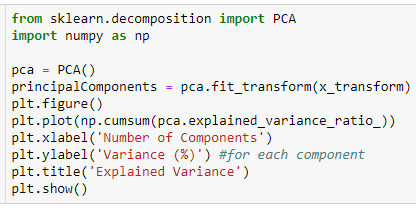 from sklearn.decomposition import PCA
import numpy as np
pca = PCA()
principalComponents = pca.fit_transform(x_transform)
plt.figure()
plt.plot(np.cumsum(pca.explained_variance_ratio_))
plt.xlabel('Number of Components')
plt.ylabel('Variance (%)') #for each component
plt.title('Explained Variance')
plt.show()